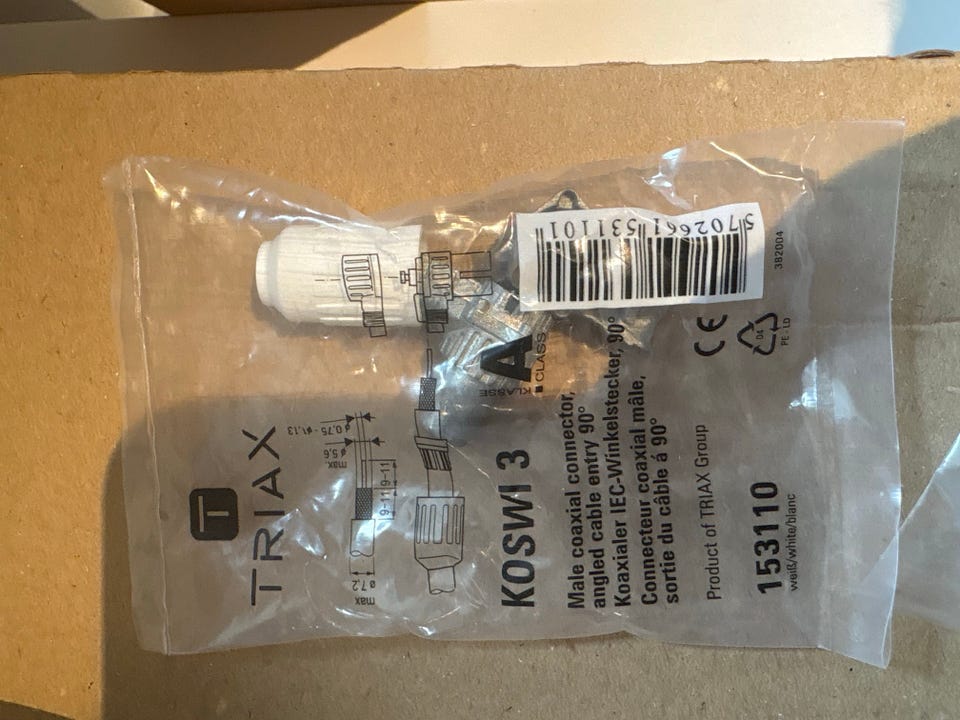 T
TRIAX
ø 0,75 - ø1,13
ø 5,6
max.
9-11 9-11
ø 7,2
max
KOSWI 3
A
KLASSE
CLASS
Male coaxial connector,
angled cable entry 90°
Koaxialer IEC-Winkelstecker, 90°
Connecteur coaxial mâle,
sortie du câble á 90°
Product of TRIAX Group
153110
weiß/white/blanc
5702661531101
CE
04
PE - LD
382004